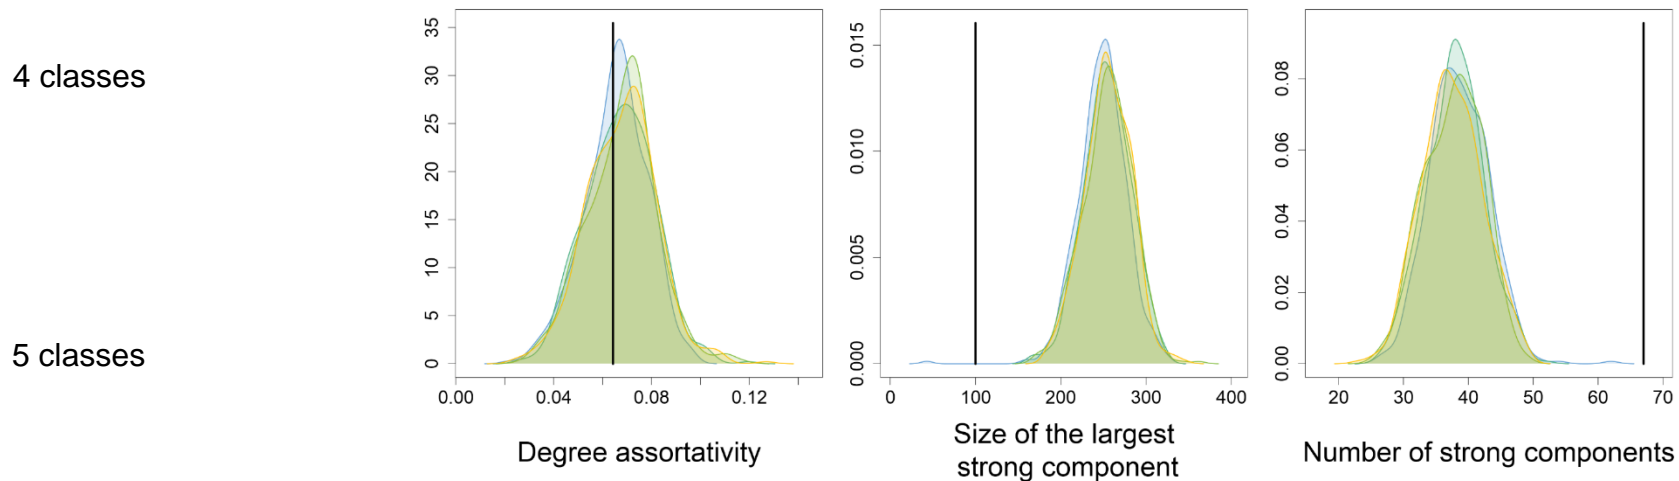 4 classes
5 classes
35
30
25
20
15
10
5
0
0.00 0.04 0.08 0.12
Degree assortativity
0.015
0.010
0.005
0.000
0 100 200 300 400
Size of the largest
strong component
0.08
0.06
0.04
0.02
0.00
20 30 40 50 60 70
Number of strong components